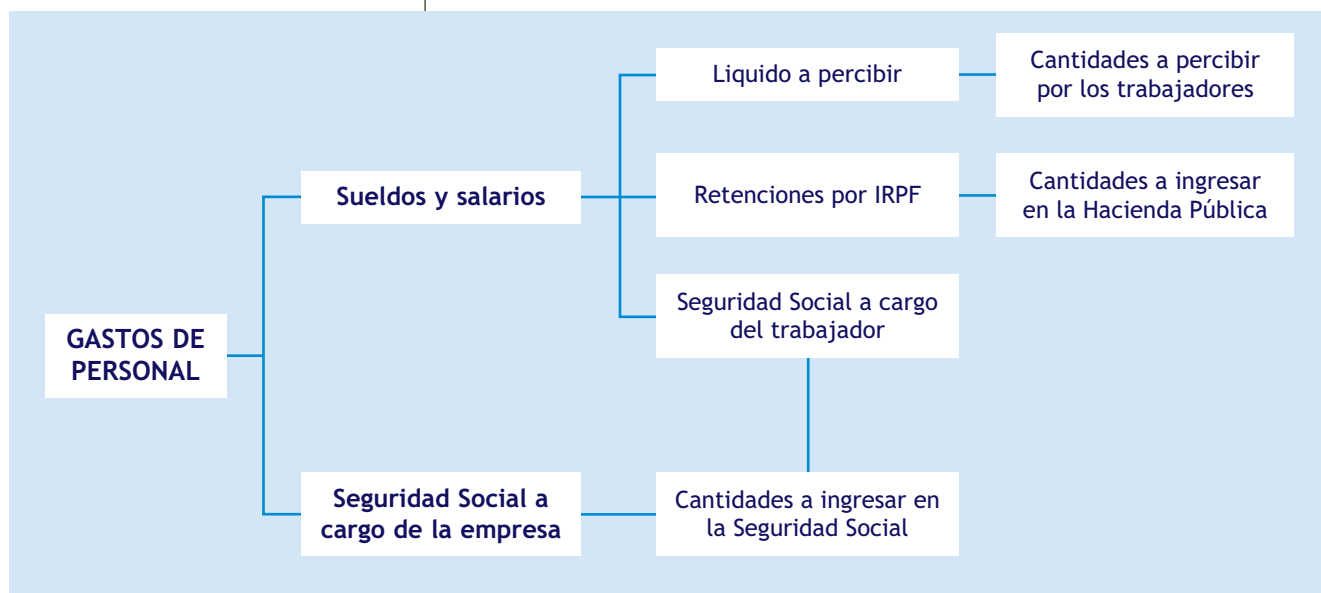 Liquido a percibir
Cantidades a percibir
por los trabajadores
Sueldos y salarios
Retenciones por IRPF
Cantidades a ingresar
en la Hacienda Pública
Seguridad Social a cargo
del trabajador
GASTOS DE
PERSONAL
Seguridad Social a
cargo de la empresa
Cantidades a ingresar en
la Seguridad Social